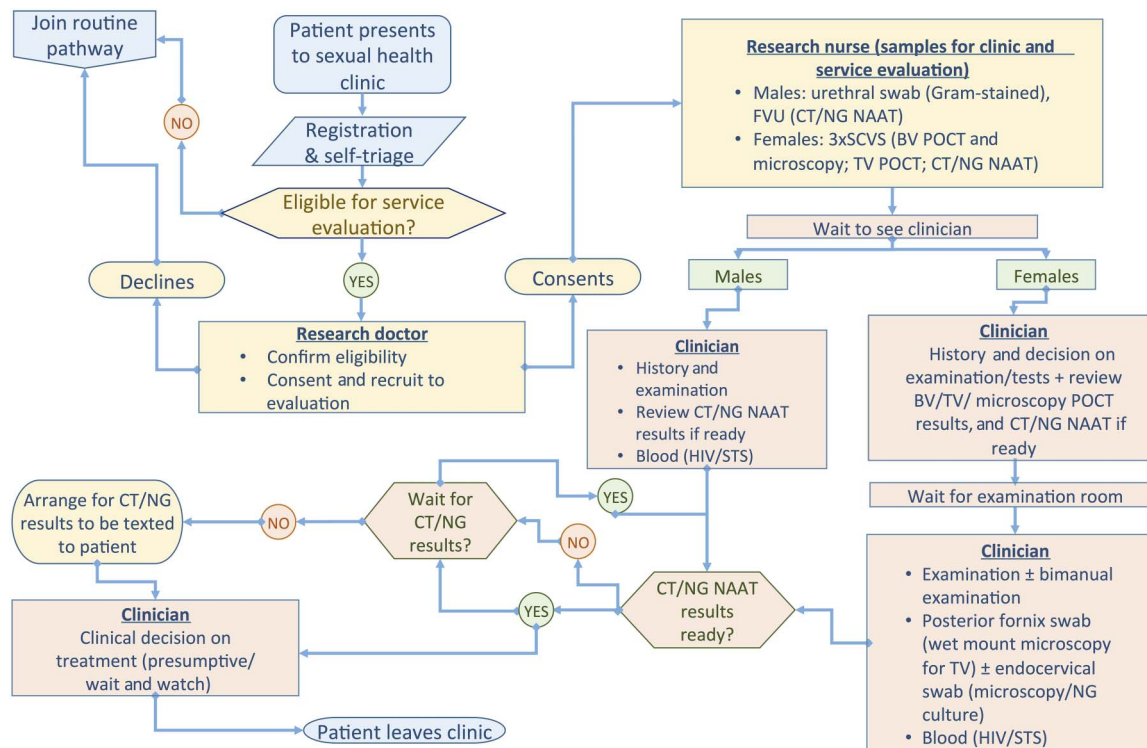 Join routine
pathway
Patient presents
to sexual health
clinic
NO
Registration
& self-triage
Eligible for service
evaluation?
YES
Declines
Consents
Research doctor
• Confirm eligibility
• Consent and recruit to
evaluation
Research nurse (samples for clinic and
service evaluation)
• Males: urethral swab (Gram-stained),
FVU (CT/NG NAAT)
• Females: 3xSCVS (BV POCT and
microscopy; TV POCT; CT/NG NAAT)
Wait to see clinician
Males
Females
Clinician
• History and
examination
• Review CT/NG NAAT
results if ready
• Blood (HIV/STS)
Clinician
History and decision on
examination/tests + review
BV/TV/ microscopy POCT
results, and CT/NG NAAT if
ready
Wait for examination room
Clinician
• Examination ± bimanual
examination
• Posterior fornix swab
(wet mount microscopy
for TV) ± endocervical
swab (microscopy/NG
culture)
• Blood (HIV/STS)
CT/NG NAAT
results
ready?
NO
YES
Wait for
CT/NG
results?
YES
NO
Arrange for CT/NG
results to be texted
to patient
Clinician
Clinical decision on
treatment (presumptive/
wait and watch)
Patient leaves clinic